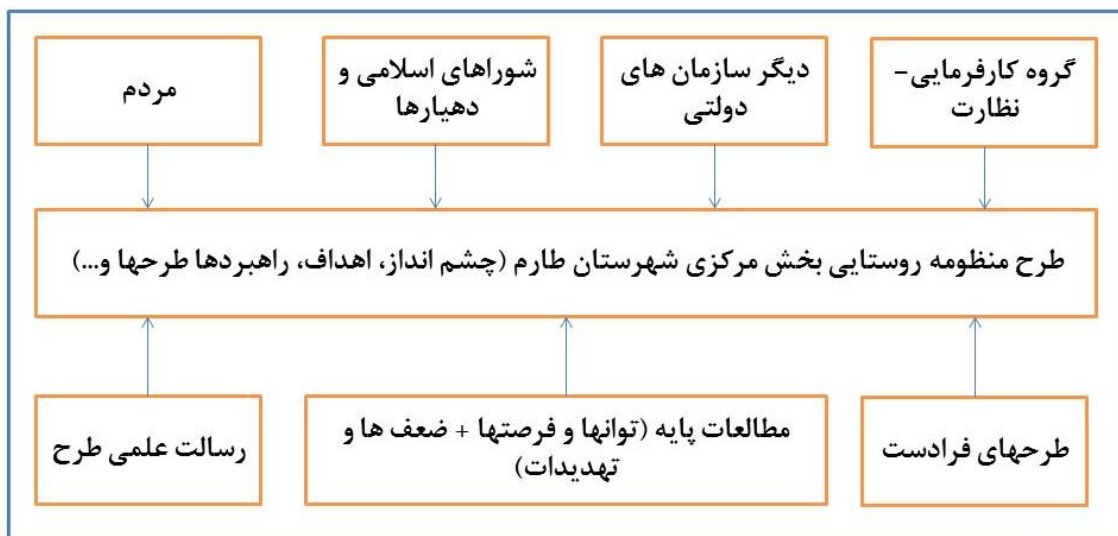 گروه کارفرمایی-
نظارت
دیگر سازمان های
دولتی
شوراهای اسلامی و
دهیارها
مردم
طرح منظومه روستایی بخش مرکزی شهرستان طارم (چشم انداز، اهداف، راهبردها طرحها و...)
طرحهای فرادست
مطالعات پایه (توانها و فرصتها + ضعف ها و
تهدیدات)
رسالت علمی طرح